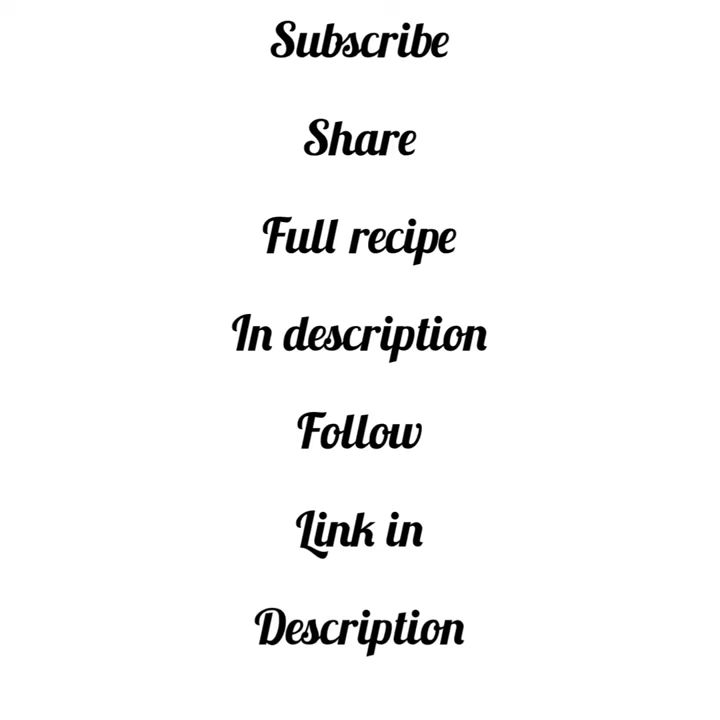 Subscribe
Share
Full recipe
In description
Follow
Link in
Description